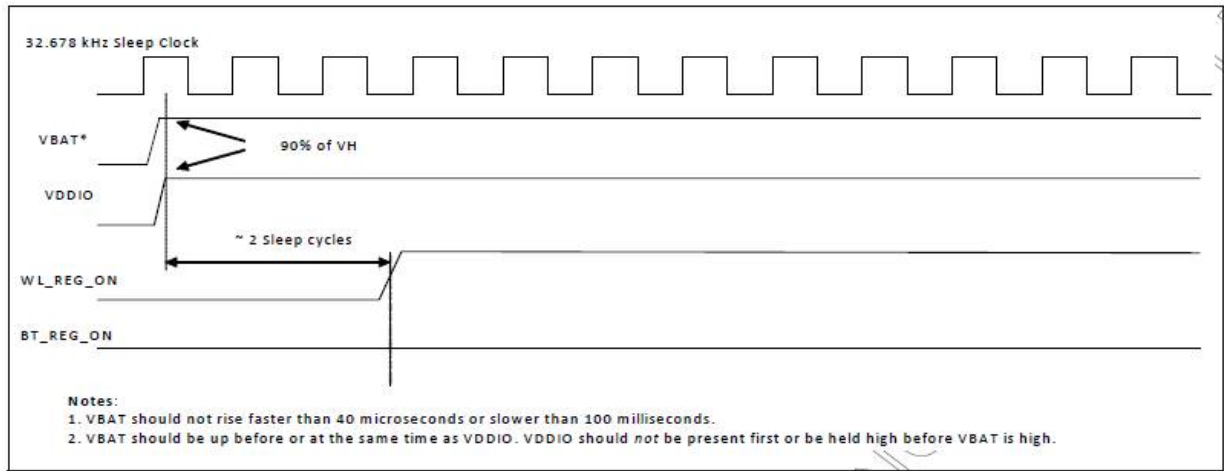 32.678 kHz Sleep Clock
VBAT*
90% of VH
VDDIO
~ 2 Sleep cycles
WL_REG_ON
BT_REG_ON
Notes:
1. VBAT should not rise faster than 40 microseconds or slower than 100 milliseconds.
2. VBAT should be up before or at the same time as VDDIO. VDDIO should not be present first or be held high before VBAT is high.